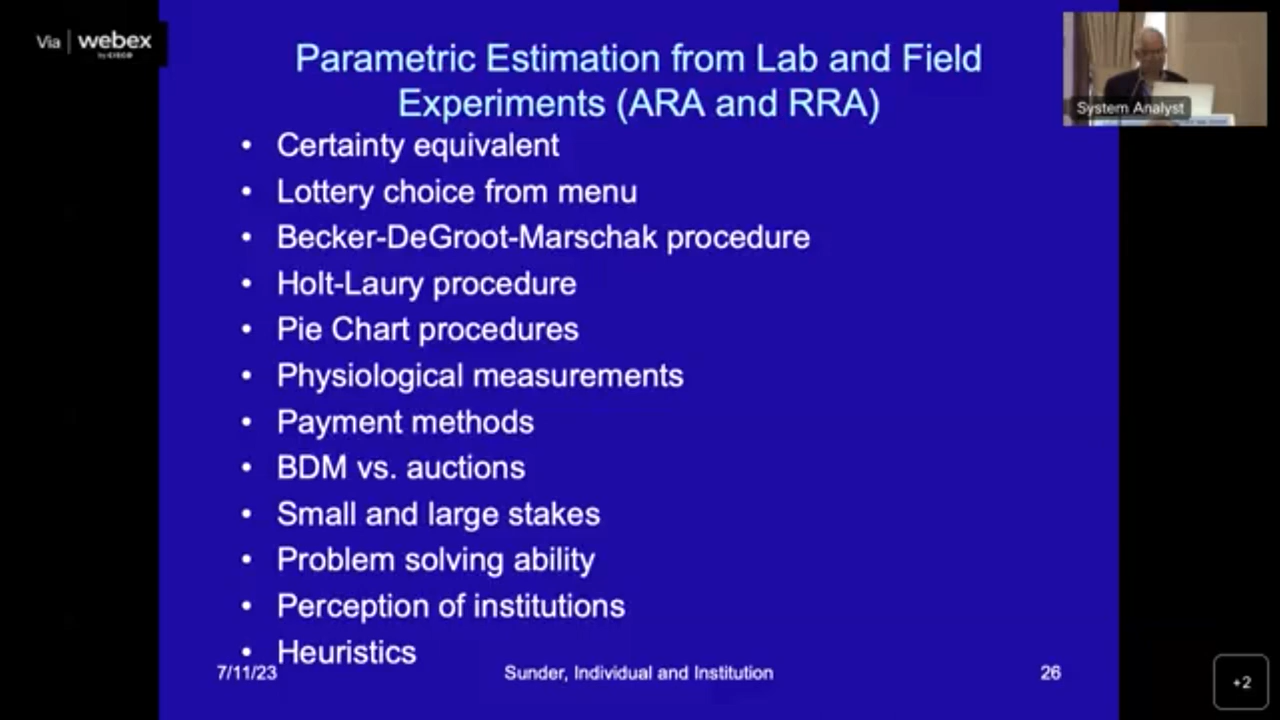 Via | webex
by CISCO
Parametric Estimation from Lab and Field
Experiments (ARA and RRA)
System Analyst
• Certainty equivalent
• Lottery choice from menu
• Becker-DeGroot-Marschak procedure
• Holt-Laury procedure
• Pie Chart procedures
• Physiological measurements
• Payment methods
• BDM vs. auctions
• Small and large stakes
• Problem solving ability
• Perception of institutions
• Heuristics
7/11/23 Sunder, Individual and Institution 26
+2